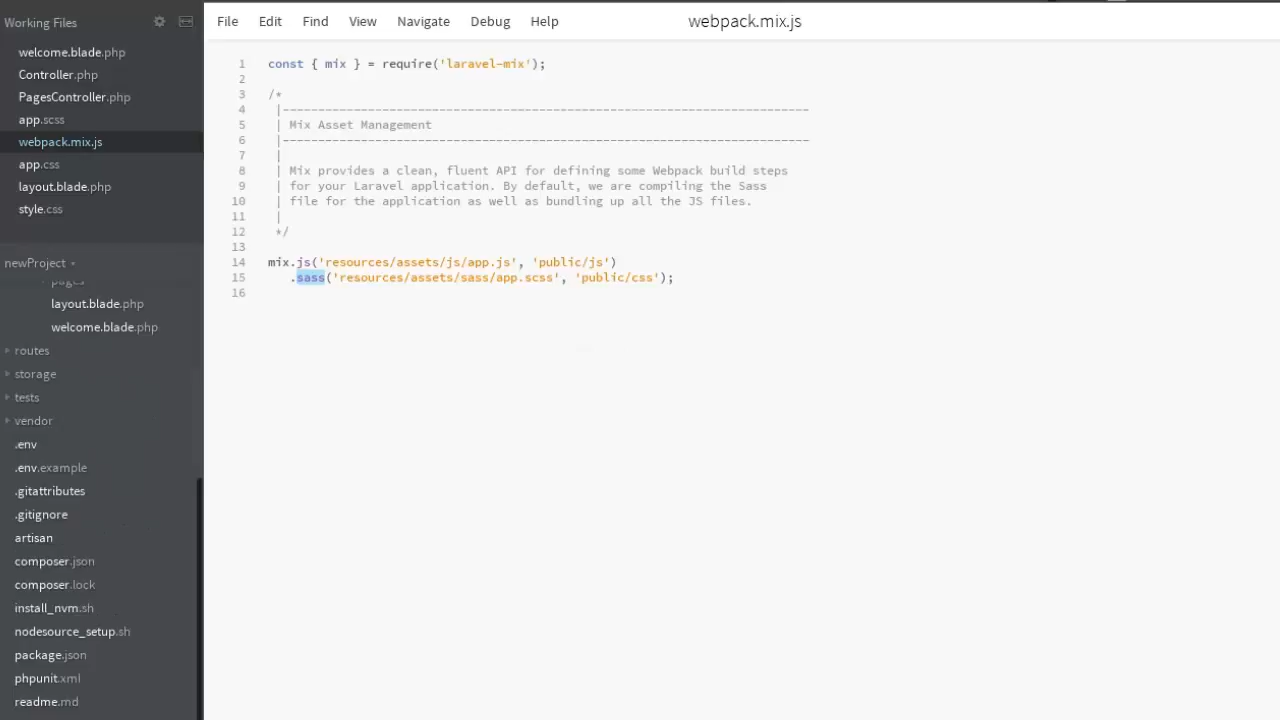 Working Files
welcome.blade.php
Controller.php
PagesController.php
app.scss
webpack.mix.js
app.css
layout.blade.php
style.css
newProject
pages
layout.blade.php
welcome.blade.php
routes
storage
tests
vendor
.env
.env.example
.gitattributes
.gitignore
artisan
composer.json
composer.lock
install_nvm.sh
nodesource_setup.sh
package.json
phpunit.xml
readme.md
File Edit Find View Navigate Debug Help webpack.mix.js
1 const { mix } = require('laravel-mix');
2
3 /*
4 |--------------------------------------------------------------------------
5 | Mix Asset Management
6 |--------------------------------------------------------------------------
7 |
8 | Mix provides a clean, fluent API for defining some Webpack build steps
9 | for your Laravel application. By default, we are compiling the Sass
10 | file for the application as well as bundling up all the JS files.
11 |
12 */
13
14 mix.js('resources/assets/js/app.js', 'public/js')
15 .sass('resources/assets/sass/app.scss', 'public/css');
16